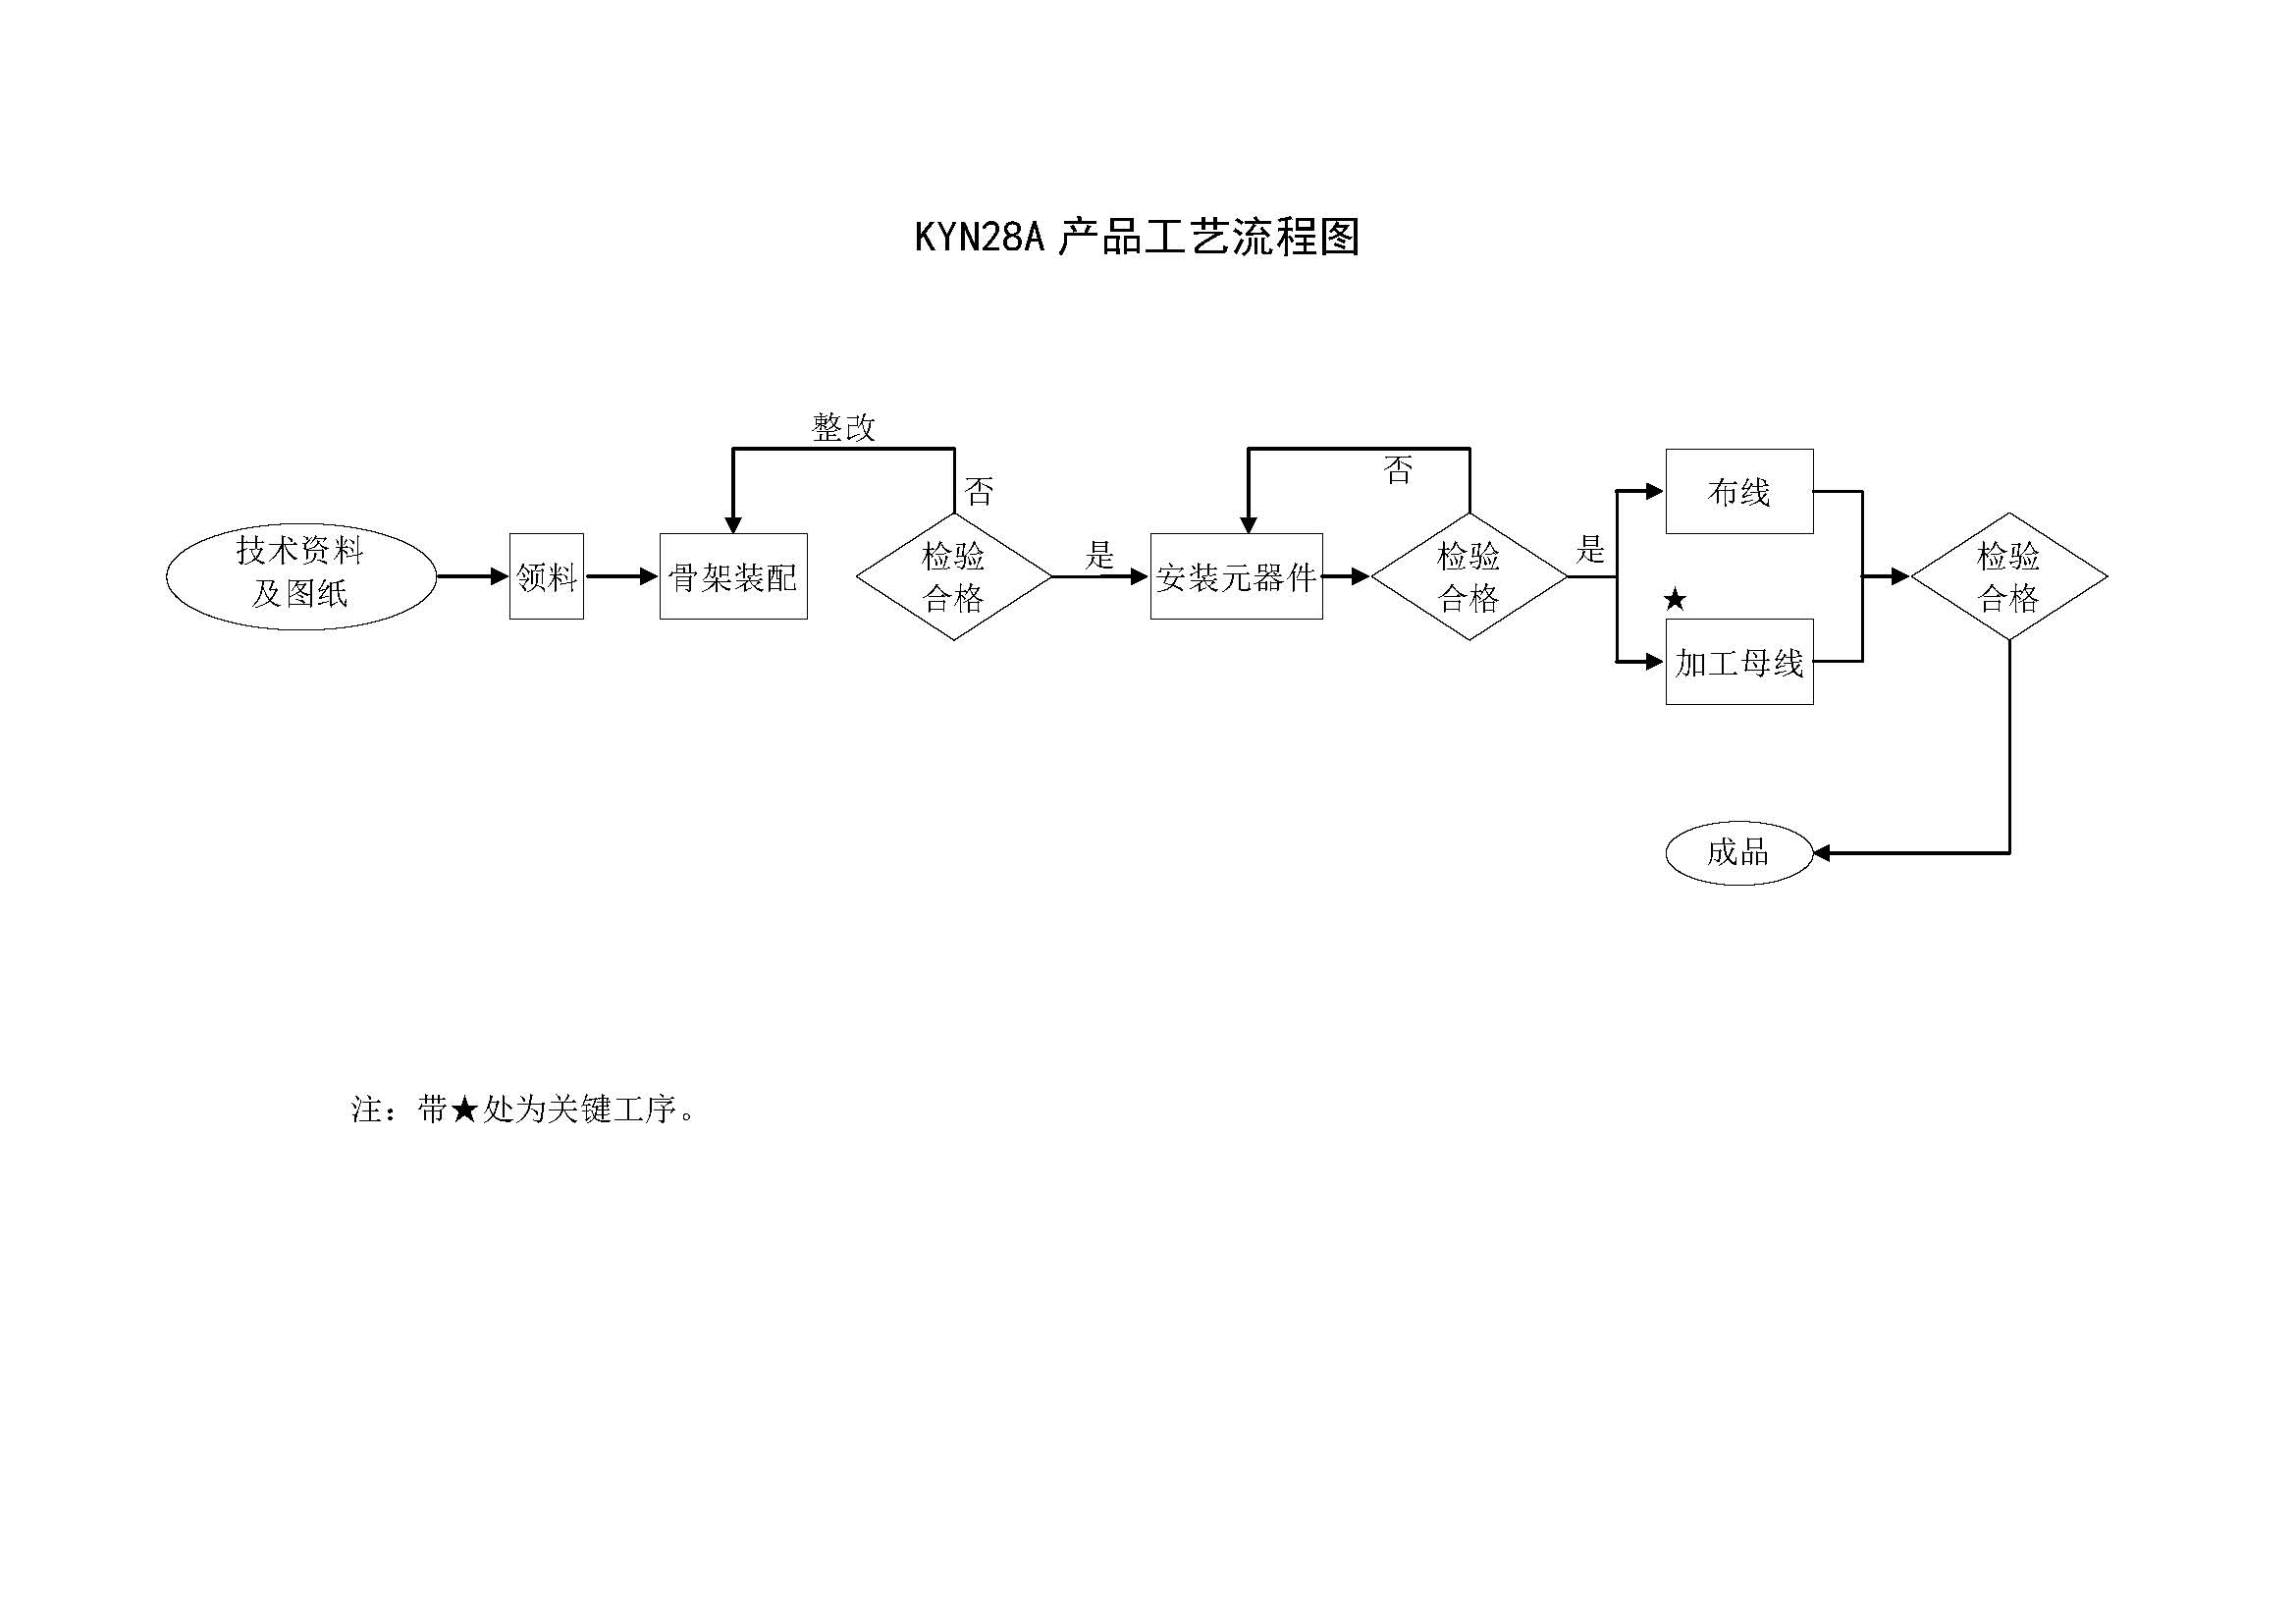 KYN28A 产品工艺流程图
整改
否
否
布线
技术资料
及图纸
领料
骨架装配
检验
合格
是
安装元器件
检验
合格
是
★
加工母线
检验
合格
成品
注：带★处为关键工序。